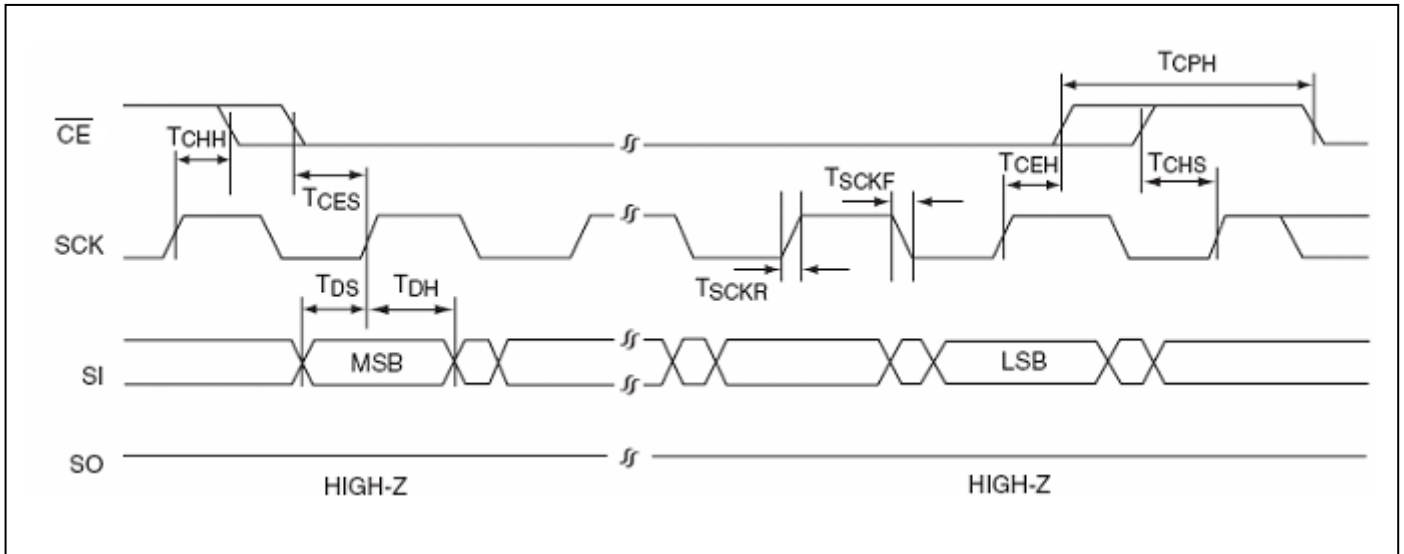 TCPH
CE
TCHH
TCEH
TCHS
TCES
TSCKF
SCK
TDS
TDH
TSCKR
SI
MSB
LSB
SO
HIGH-Z
HIGH-Z